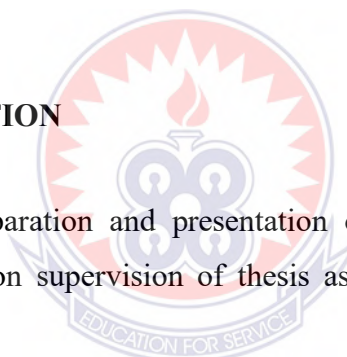 TION
paration and presentation
on supervision of thesis as
EDUCATION FOR SERVICE